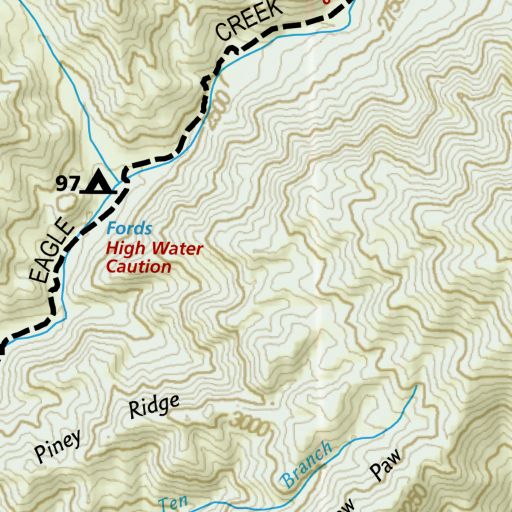 CREEK
2750
2500
97
EAGLE
Fords
High Water
Caution
Piney Ridge
3000
Ten
Branch
Paw